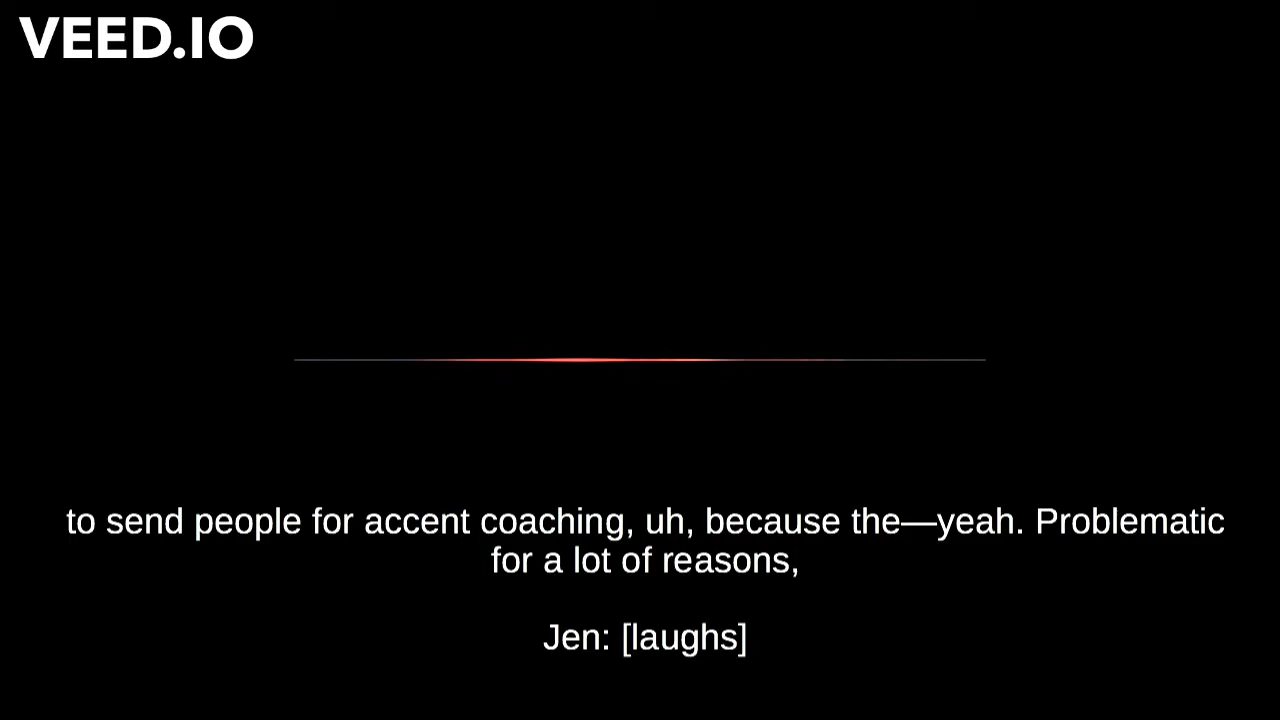 VEED.IO
to send people for accent coaching, uh, because the—yeah. Problematic
for a lot of reasons,
Jen: [laughs]